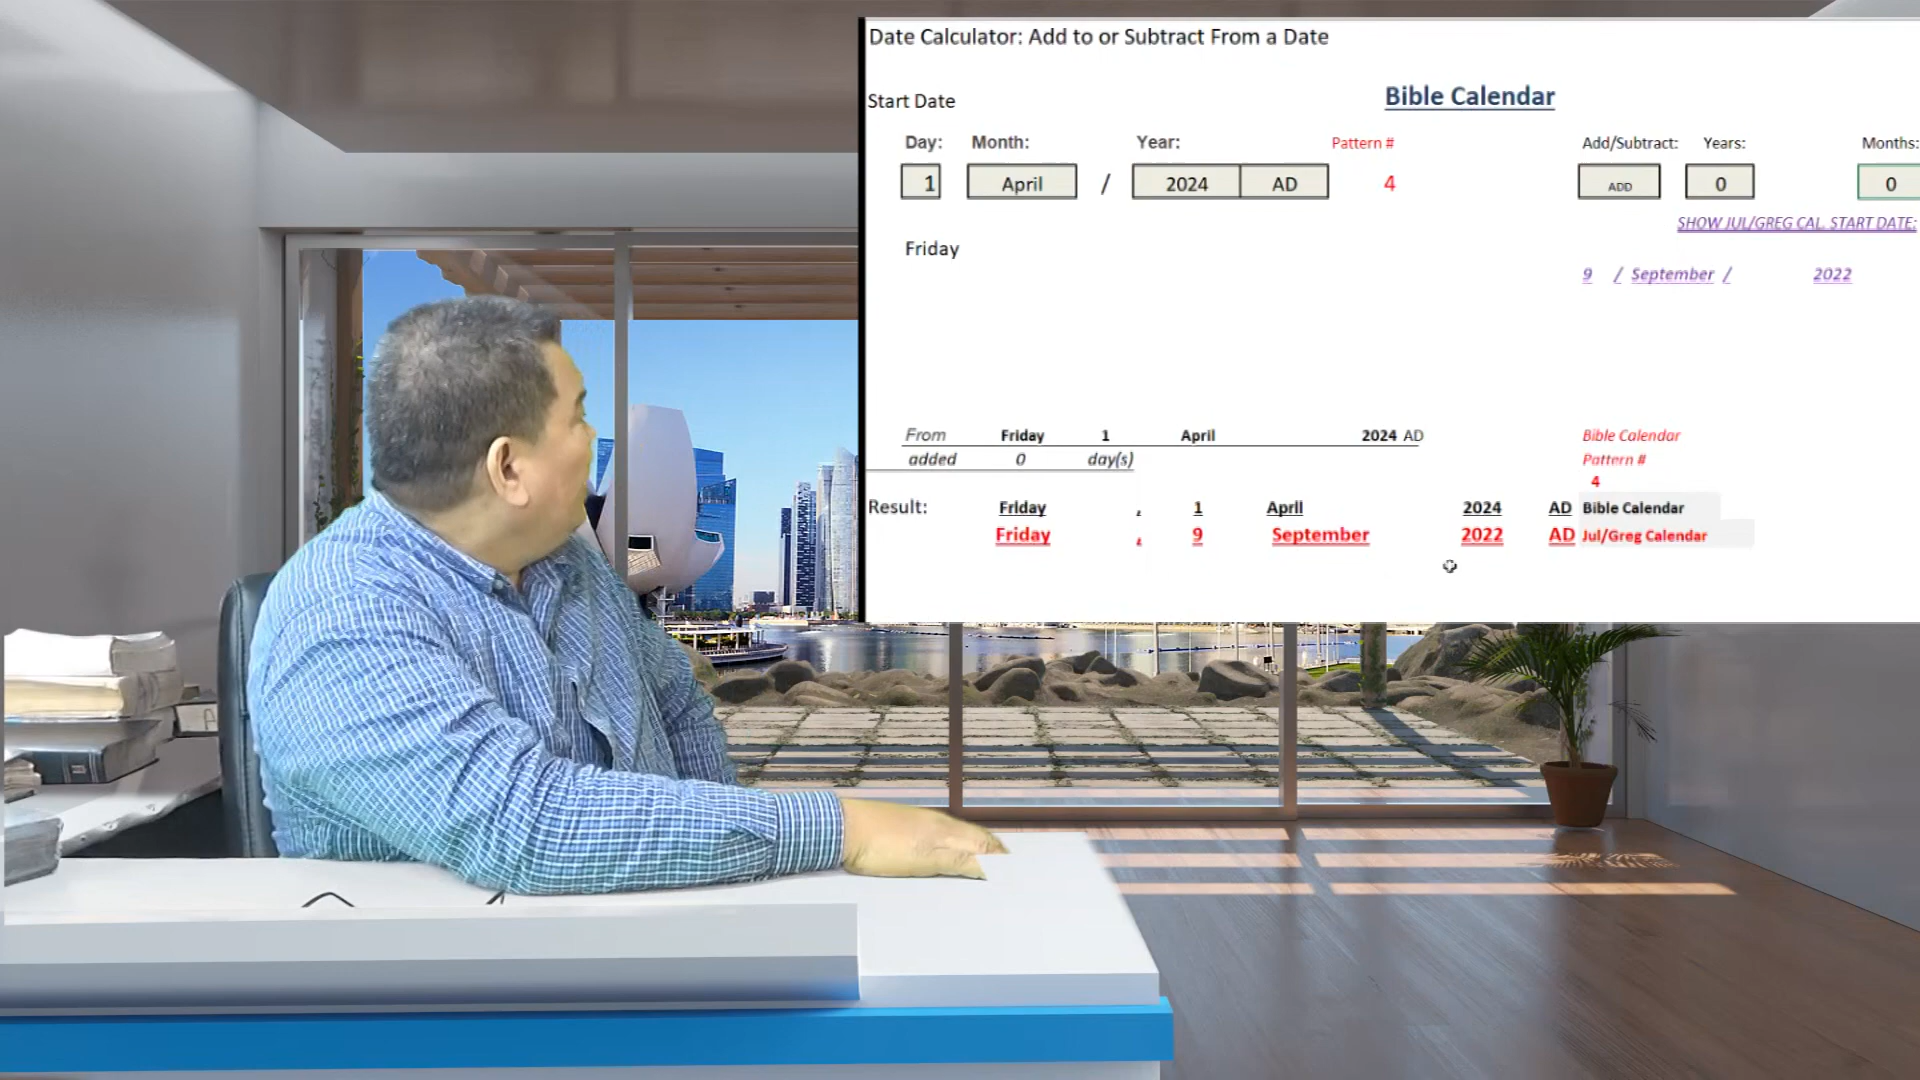 Date Calculator: Add to or Subtract From a Date
Bible Calendar
Start Date
Day: Month: Year: Pattern # Add/Subtract: Years: Months:
1 April / 2024 AD 4 ADD 0 0
SHOW JUL/GREG CAL. START DATE:
Friday
9 / September / 2022
From Friday 1 April 2024 AD Bible Calendar
added 0 day(s) Pattern #
4
Result: Friday , 1 April 2024 AD Bible Calendar
Friday , 9 September 2022 AD Jul/Greg Calendar